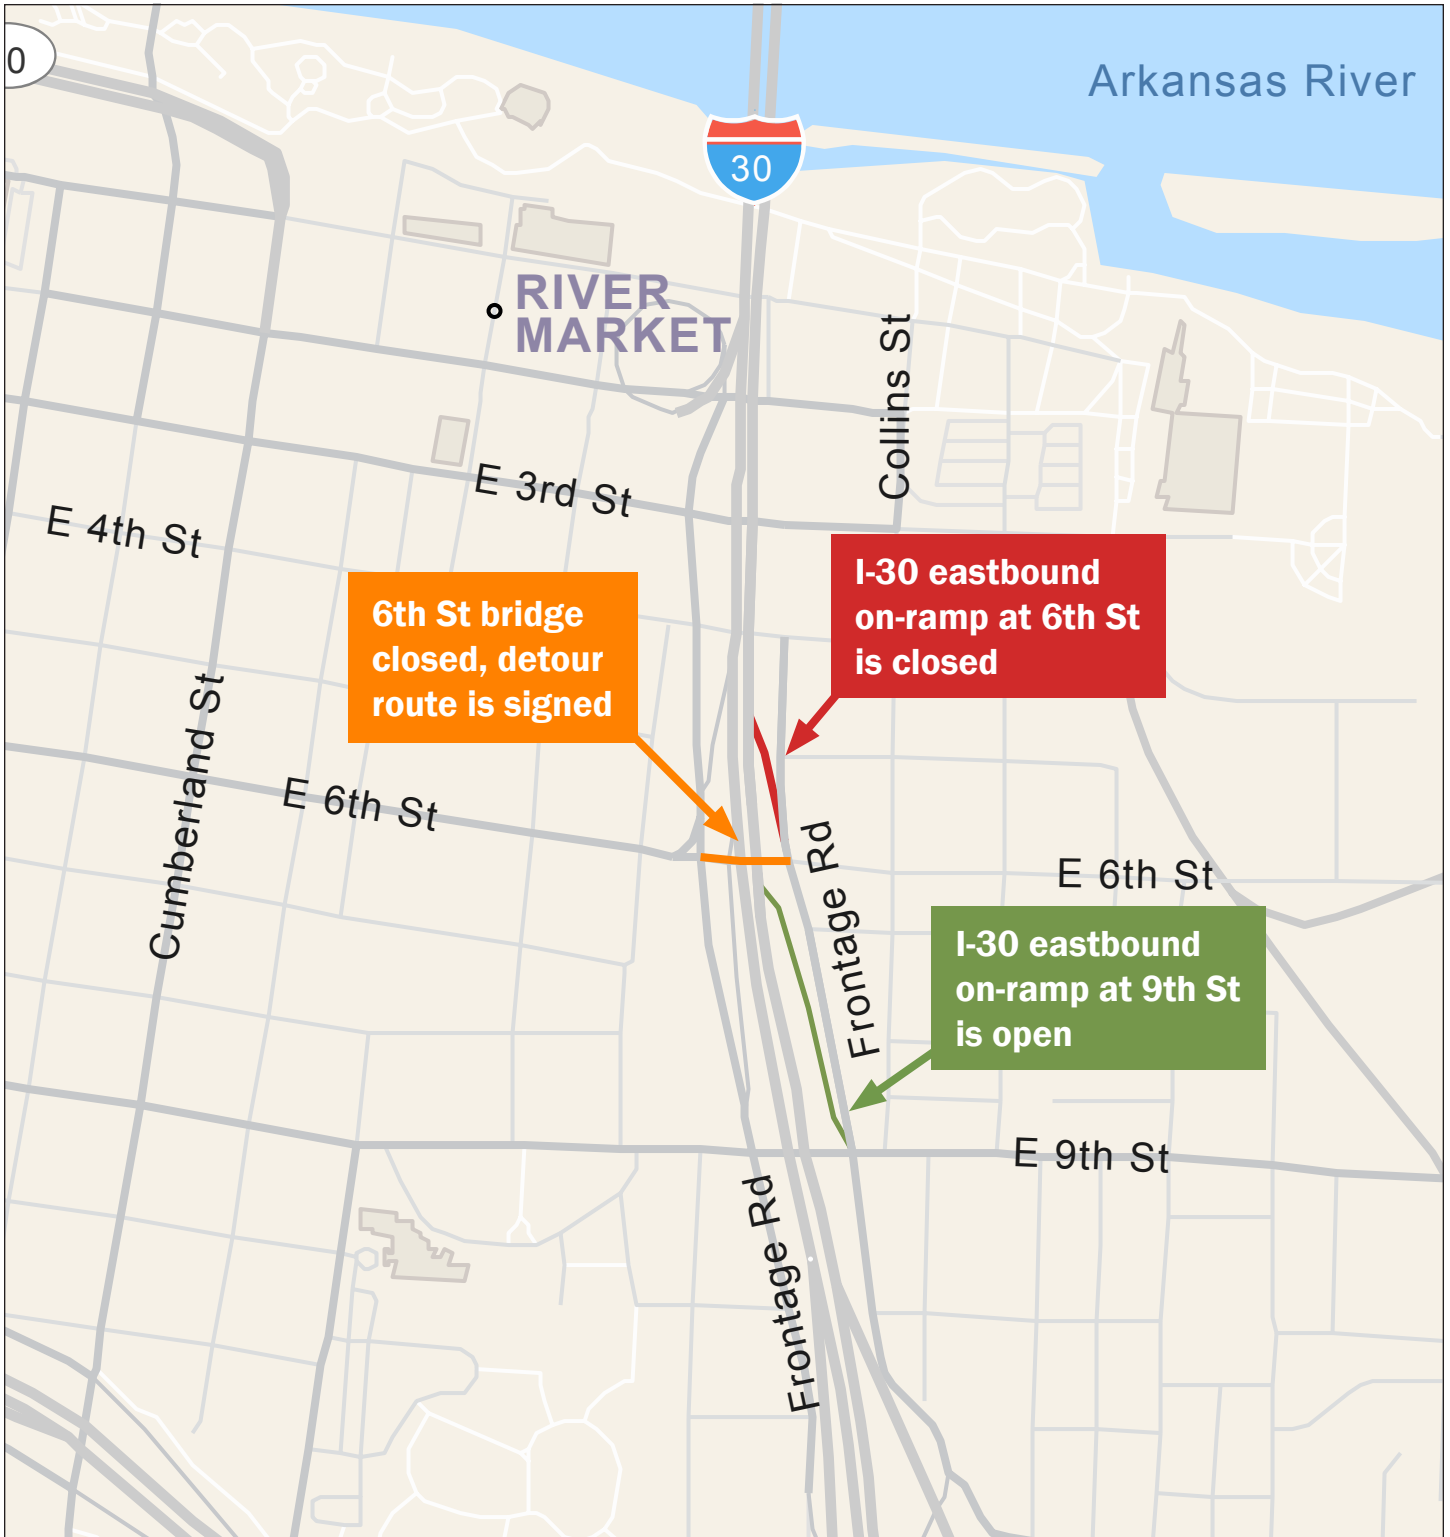 0
Arkansas River
30
RIVER
MARKET
Collins St
E 3rd St
E 4th St
I-30 eastbound
on-ramp at 6th St
is closed
6th St bridge
closed, detour
route is signed
Cumberland St
E 6th St
Frontage Rd
E 6th St
I-30 eastbound
on-ramp at 9th St
is open
E 9th St
Frontage Rd